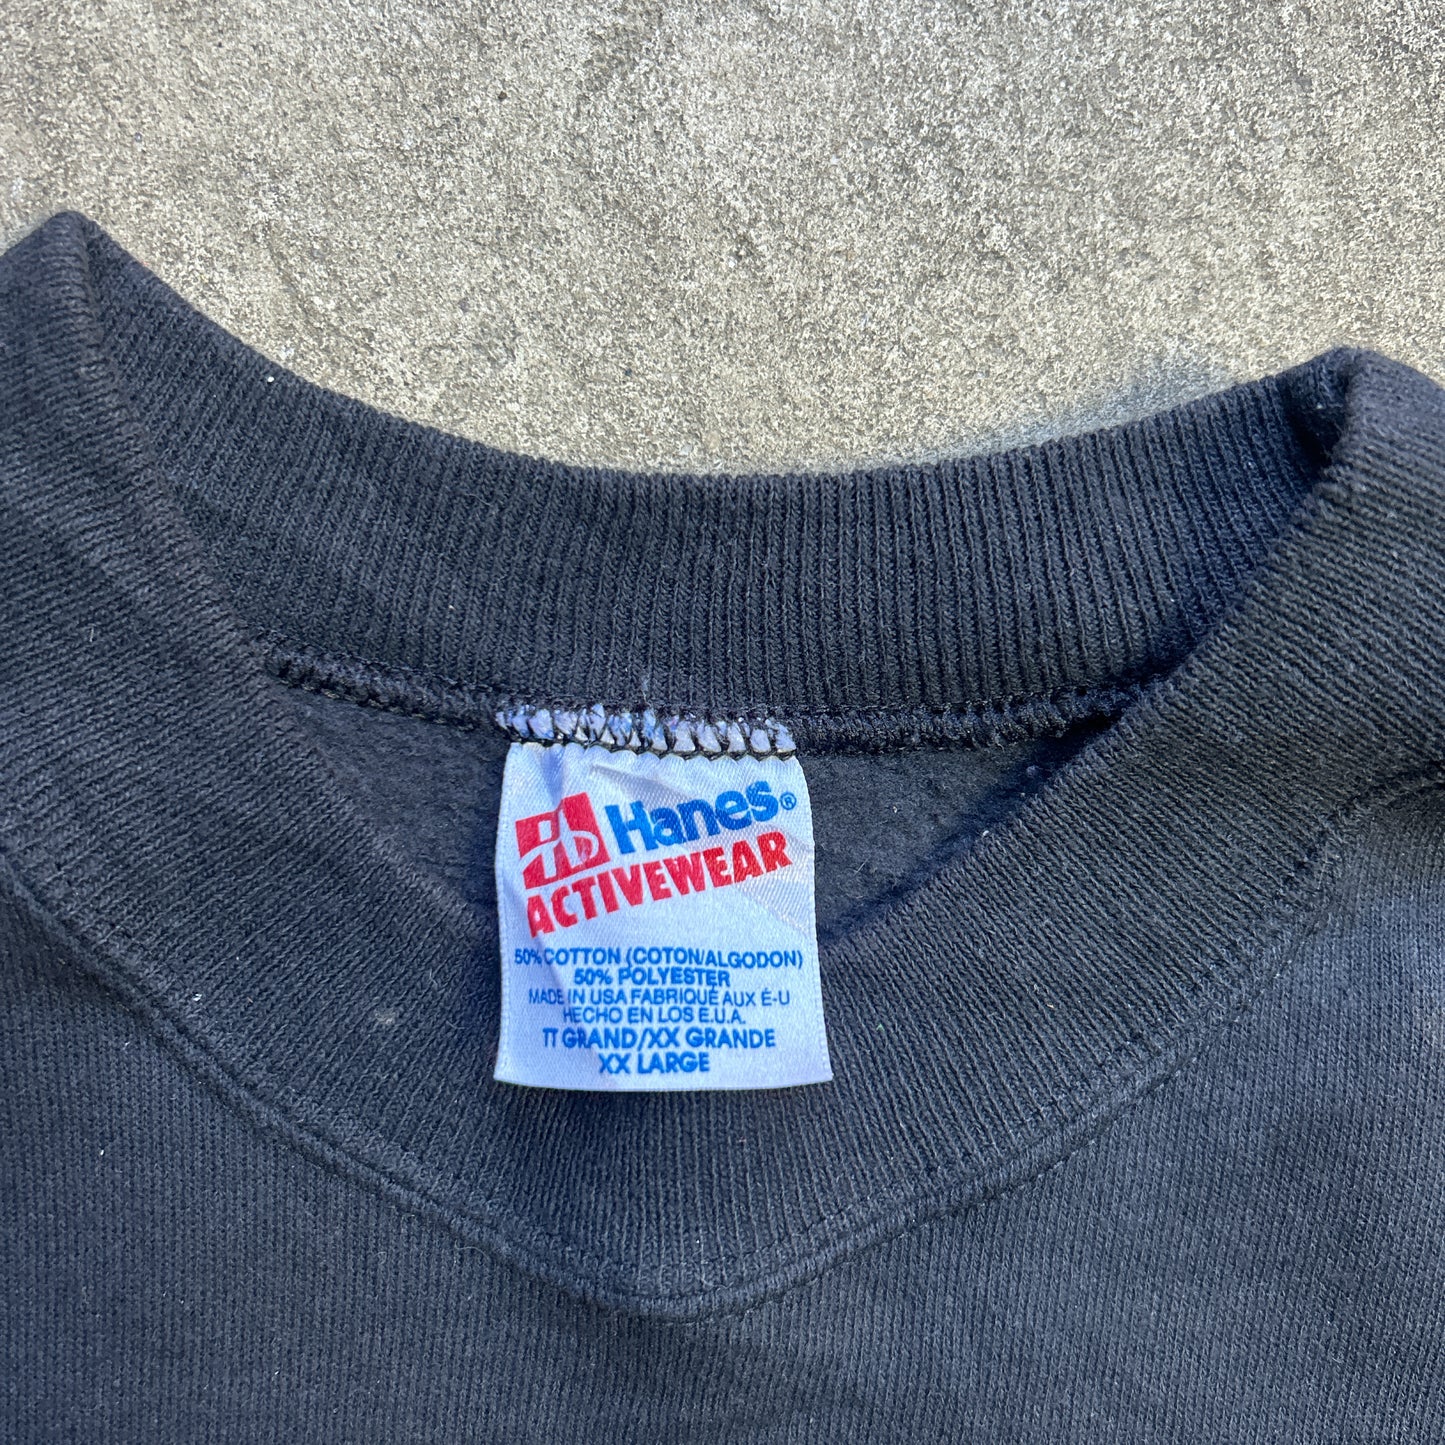 Hanes®
ACTIVEWEAR
50% COTTON (COTON/ALGODON)
50% POLYESTER
MADE IN USA FABRIQUÉ AUX É-U
HECHO EN LOS E.U.A.
TT GRAND/XX GRANDE
XX LARGE